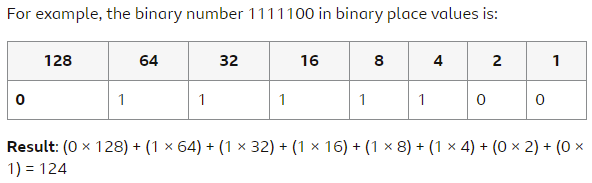 For example, the binary number 1111100 in binary place values is:
128 64 32 16 8 4 2 1
0 1 1 1 1 1 0 0
Result: (0 × 128) + (1 × 64) + (1 × 32) + (1 × 16) + (1 × 8) + (1 × 4) + (0 × 2) + (0 ×
1) = 124